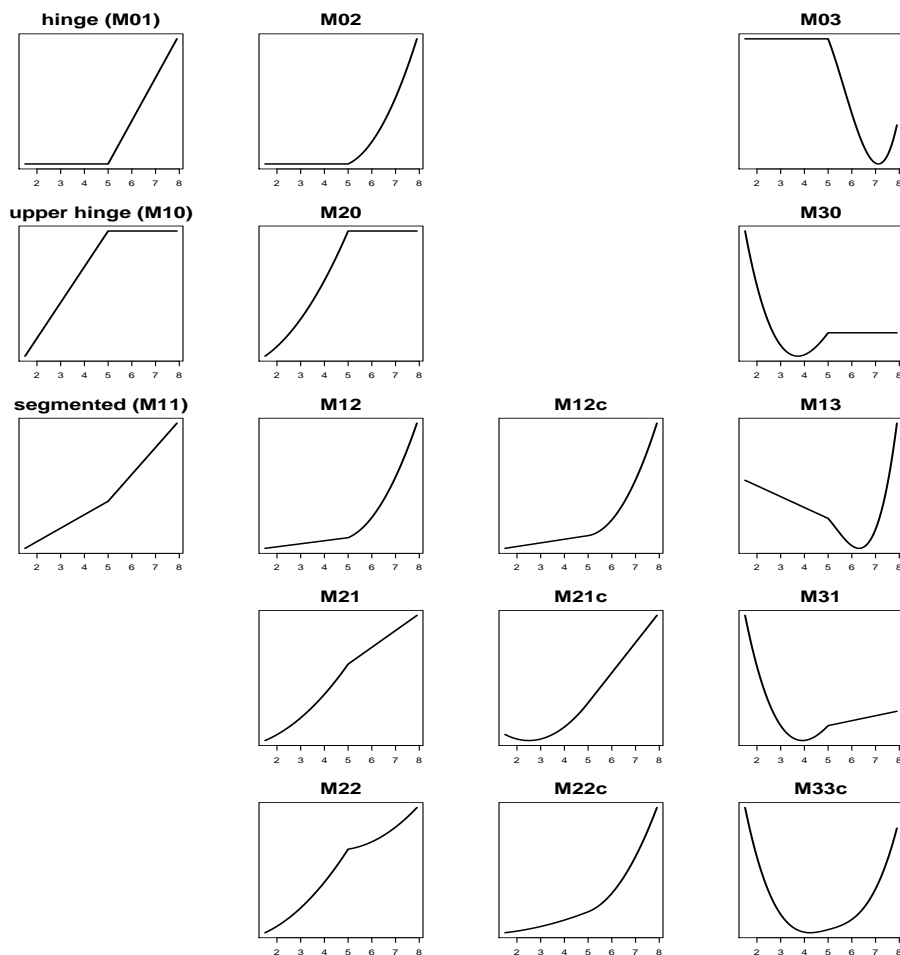 hinge (M01) M02 M03
2 3 4 5 6 7 8 2 3 4 5 6 7 8 2 3 4 5 6 7 8
upper hinge (M10) M20 M30
2 3 4 5 6 7 8 2 3 4 5 6 7 8 2 3 4 5 6 7 8
segmented (M11) M12 M12c M13
2 3 4 5 6 7 8 2 3 4 5 6 7 8 2 3 4 5 6 7 8 2 3 4 5 6 7 8
M21 M21c M31
2 3 4 5 6 7 8 2 3 4 5 6 7 8 2 3 4 5 6 7 8
M22 M22c M33c
2 3 4 5 6 7 8 2 3 4 5 6 7 8 2 3 4 5 6 7 8